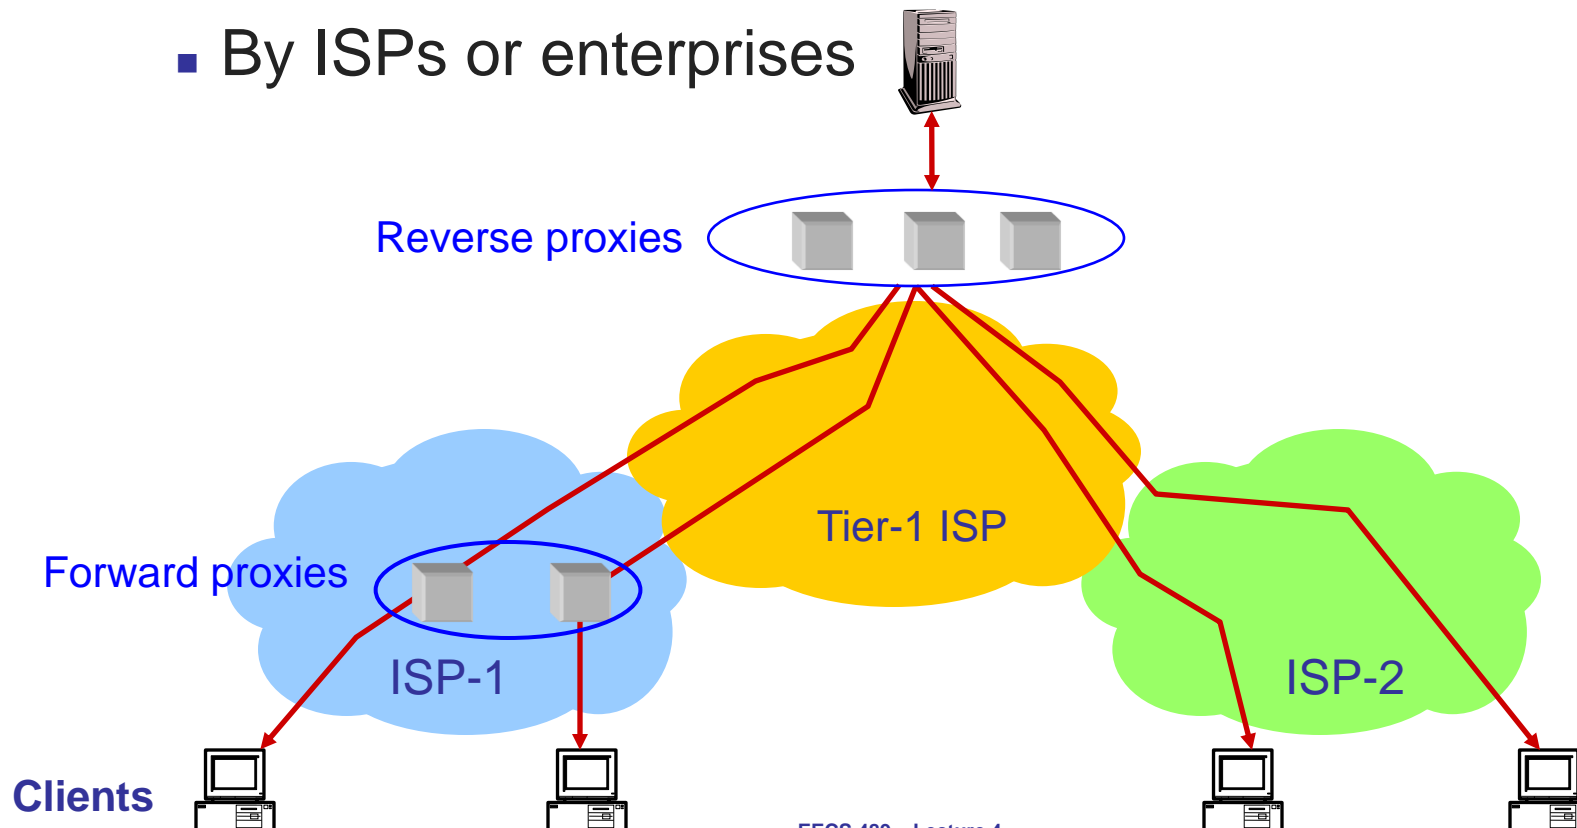 By ISPs or enterprises
Reverse proxies
Tier-1 ISP
Forward proxies
ISP-1
ISP-2
Clients